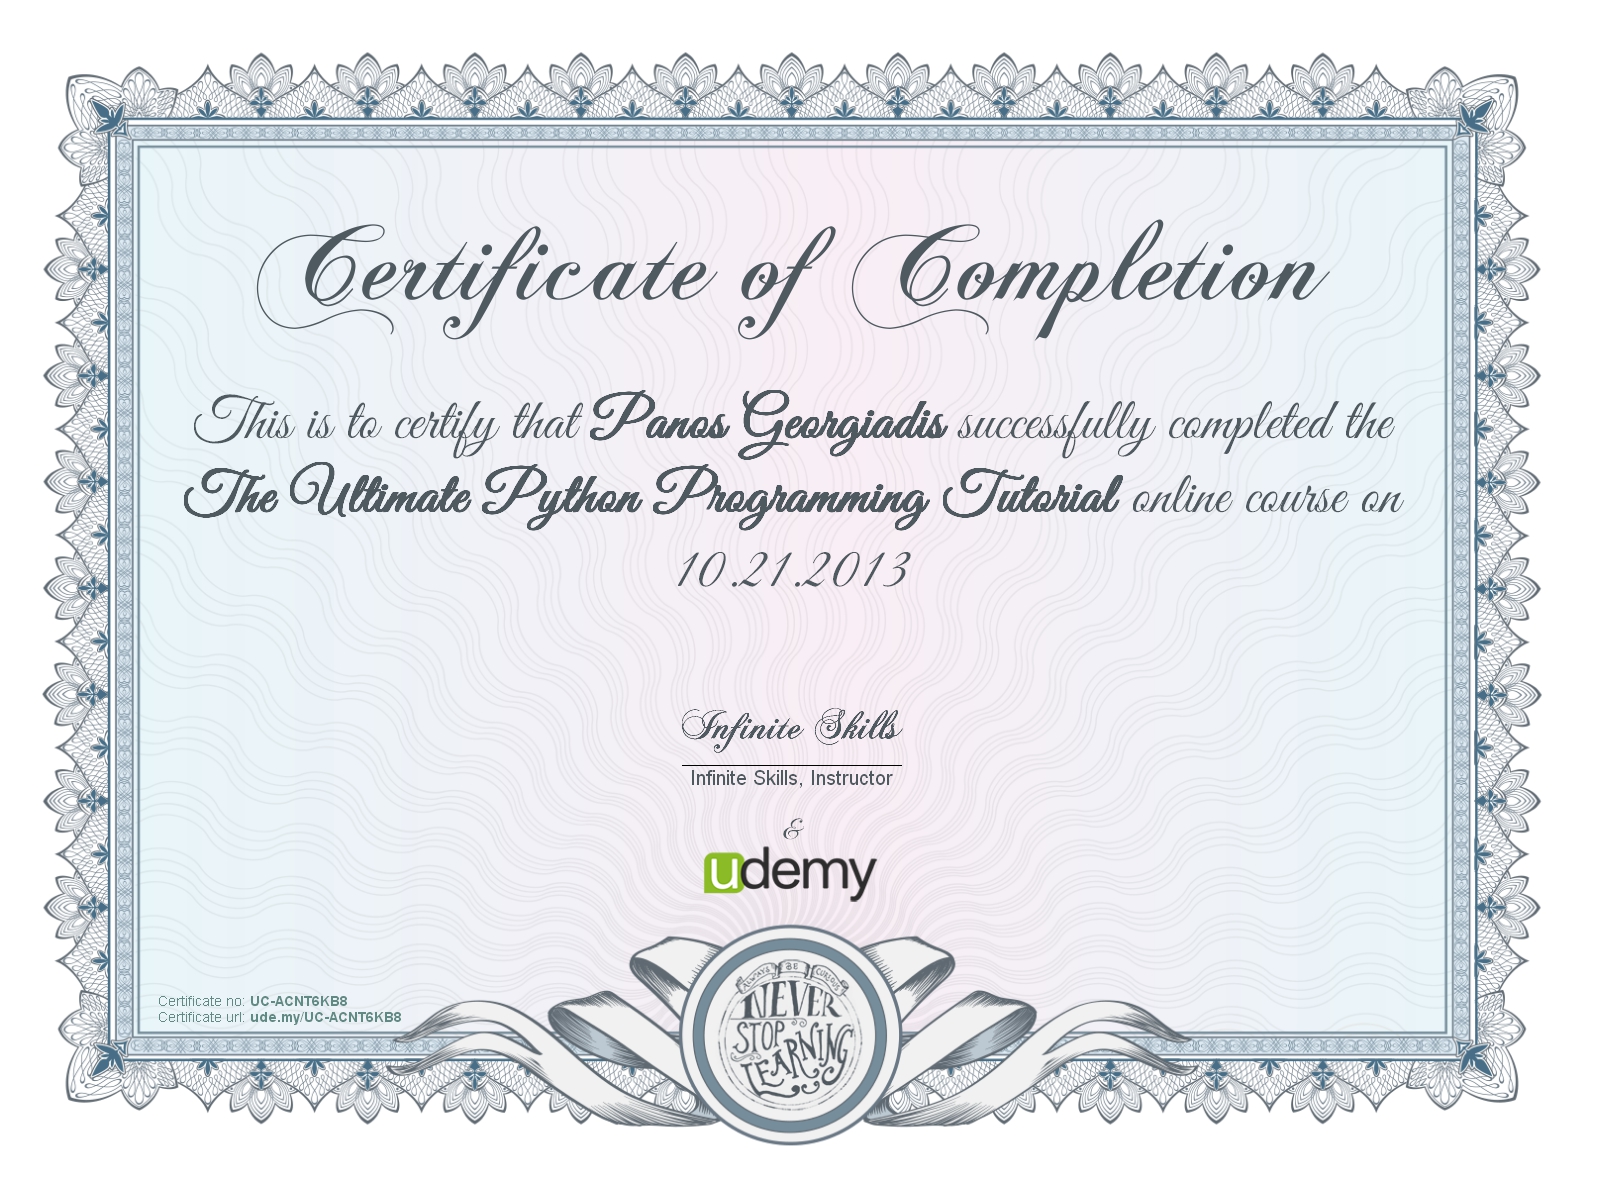 Certificate of Completion
This is to certify that Panos Georgiadis successfully completed the
The Ultimate Python Programming Tutorial online course on
10.21.2013
Infinite Skills
Infinite Skills, Instructor
&
udemy
Certificate no: UC-ACNT6KB8
Certificate url: ude.my/UC-ACNT6KB8
ALWAYS BE CURIOUS
NEVER
STOP
LEARNING